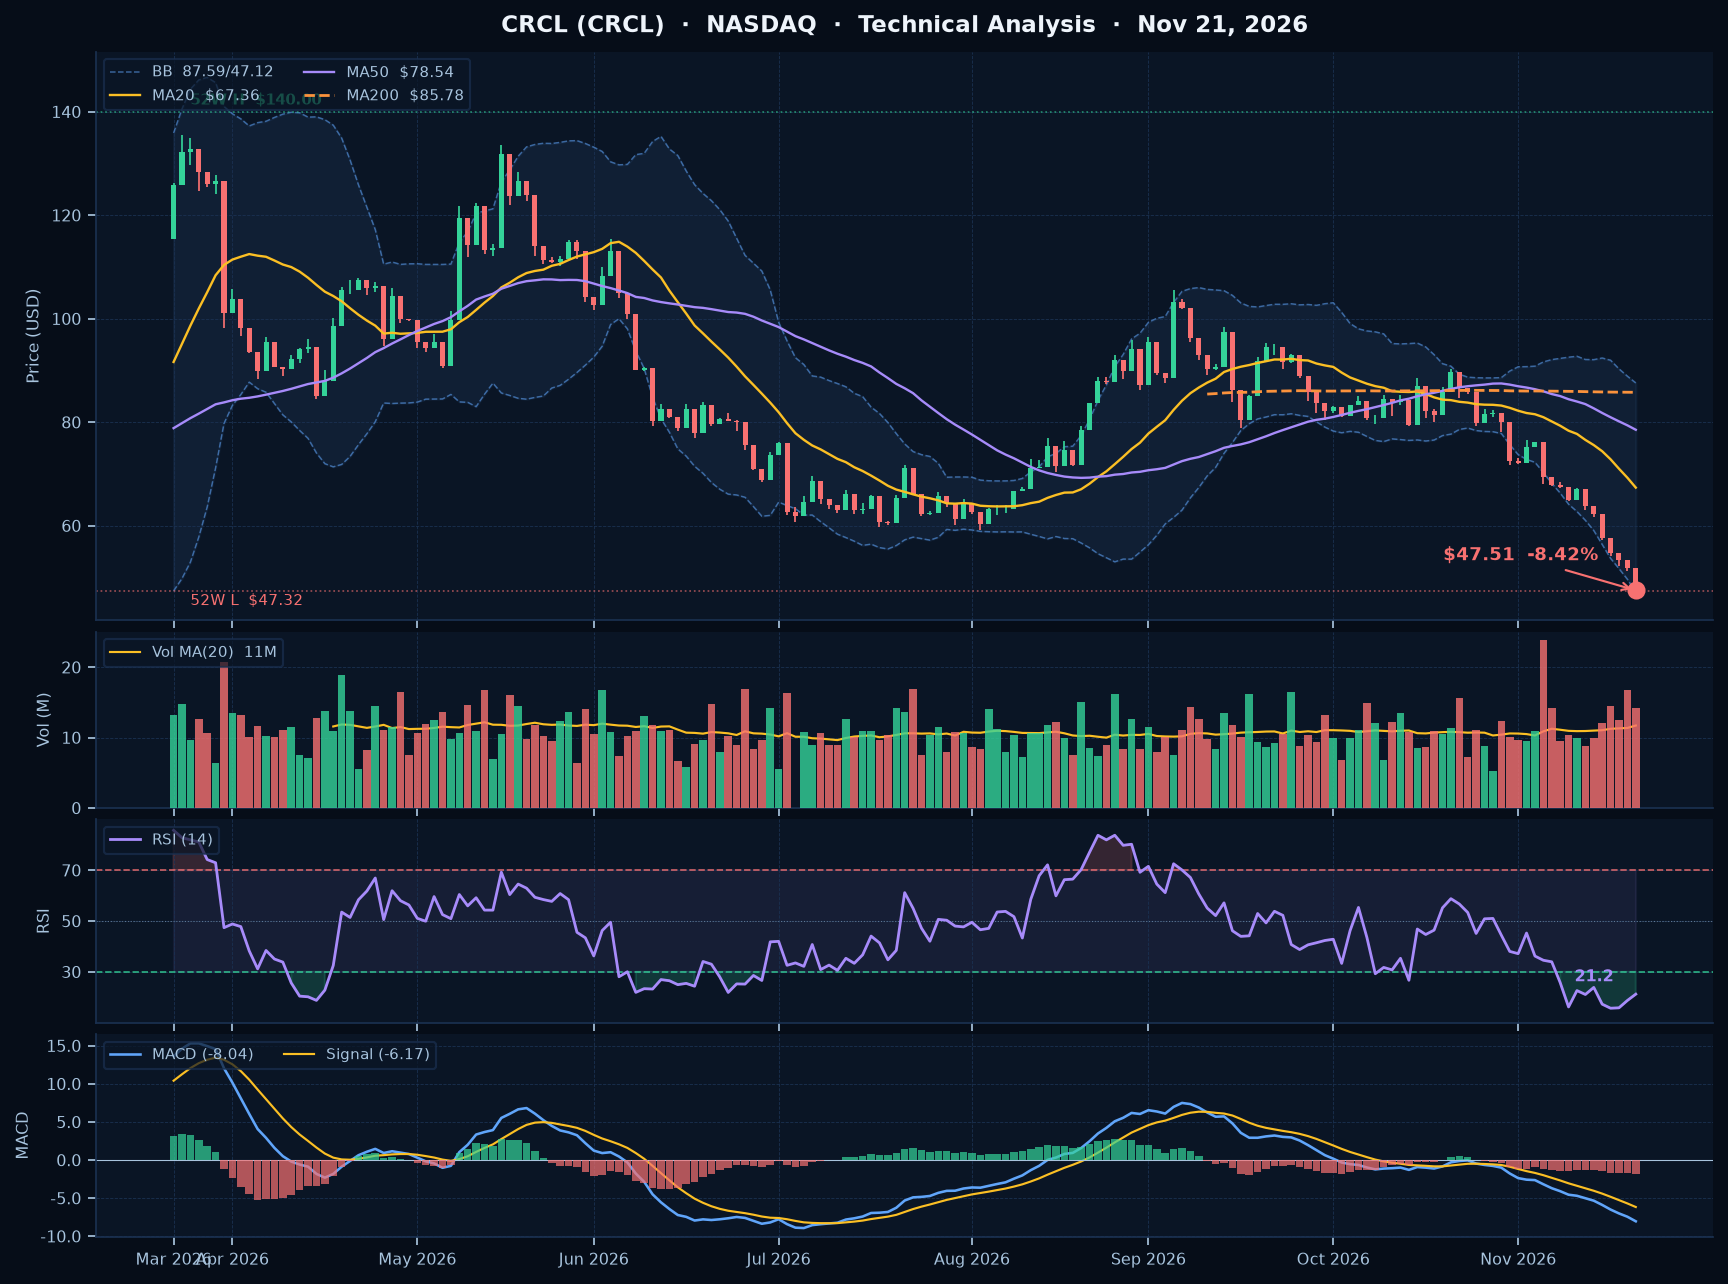 CRCL (CRCL)  ·  NASDAQ  ·  Technical Analysis  ·  Nov 21, 2026
BB  87.59/47.12
MA50  $78.54
MA20  $67.36
MA200  $85.78
52W H  $140.00
140
120
100
80
60
Price (USD)
$47.51  -8.42%
52W L  $47.32
Vol MA(20)  11M
20
10
0
Vol (M)
RSI (14)
70
50
30
RSI
21.2
MACD (-8.04)
Signal (-6.17)
15.0
10.0
5.0
0.0
-5.0
-10.0
MACD
Mar 2026
Apr 2026
May 2026
Jun 2026
Jul 2026
Aug 2026
Sep 2026
Oct 2026
Nov 2026